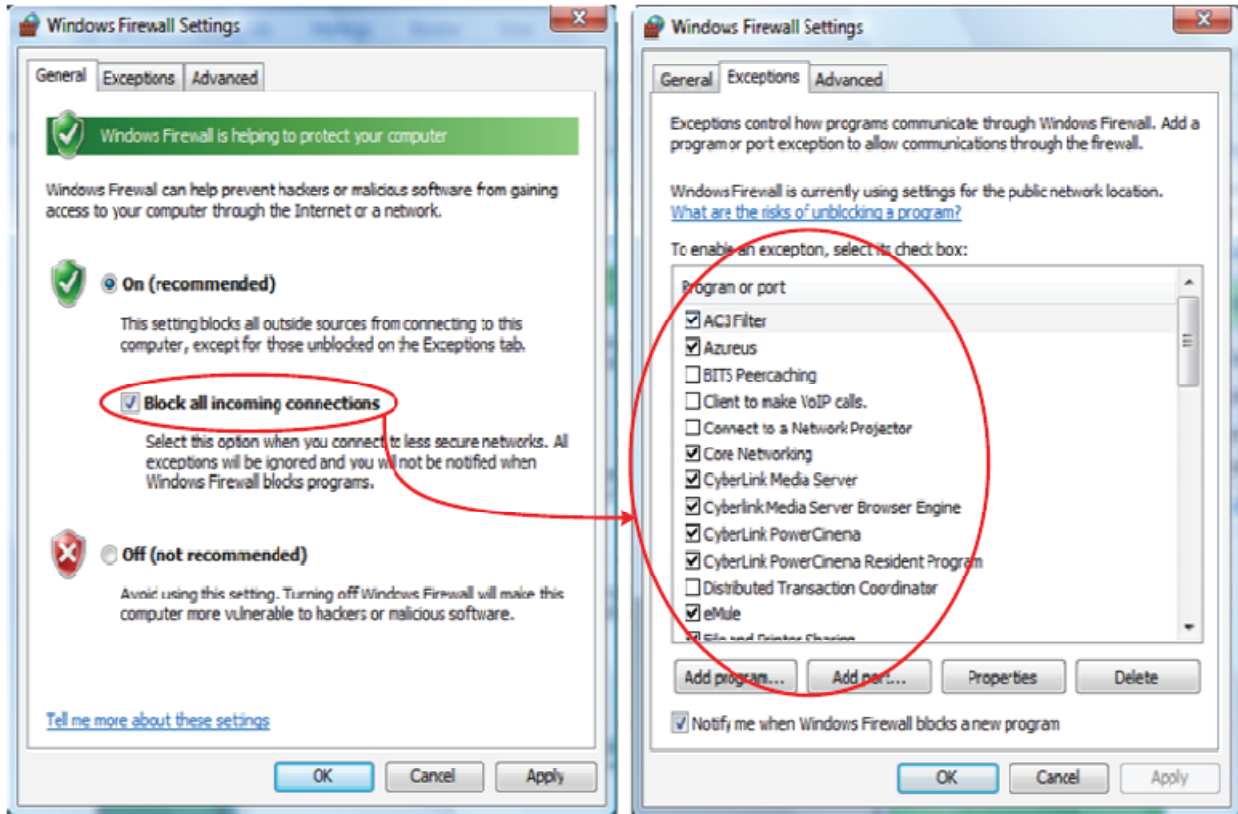 Windows Firewall Settings
General Exceptions Advanced
Windows Firewall is helping to protect your computer
Windows Firewall can help prevent hackers or malicious software from gaining
access to your computer through the Internet or a network.
On (recommended)
This setting blocks all outside sources from connecting to this
computer, except for those unblocked on the Exceptions tab.
Block all incoming connections
Select this option when you connect to less secure networks. All
exceptions will be ignored and you will not be notified when
Windows Firewall blocks programs.
Off (not recommended)
Avoid using this setting. Turning off Windows Firewall will make this
computer more vulnerable to hackers or malicious software.
Tell me more about these settings
OK Cancel Apply
Windows Firewall Settings
General Exceptions Advanced
Exceptions control how programs communicate through Windows Firewall. Add a
program or port exception to allow communications through the firewall.
Windows Firewall is currently using settings for the public network location.
What are the risks of unblocking a program?
To enable an exception, select its check box:
Program or port
AC3 Filter
Azureus
BITS Peercaching
Client to make VoIP calls.
Connect to a Network Projector
Core Networking
CyberLink Media Server
Cyberlink Media Server Browser Engine
CyberLink PowerCinema
CyberLink PowerCinema Resident Program
Distributed Transaction Coordinator
eMule
File and Printer Sharing
Add program... Add port... Properties Delete
Notify me when Windows Firewall blocks a new program
OK Cancel Apply